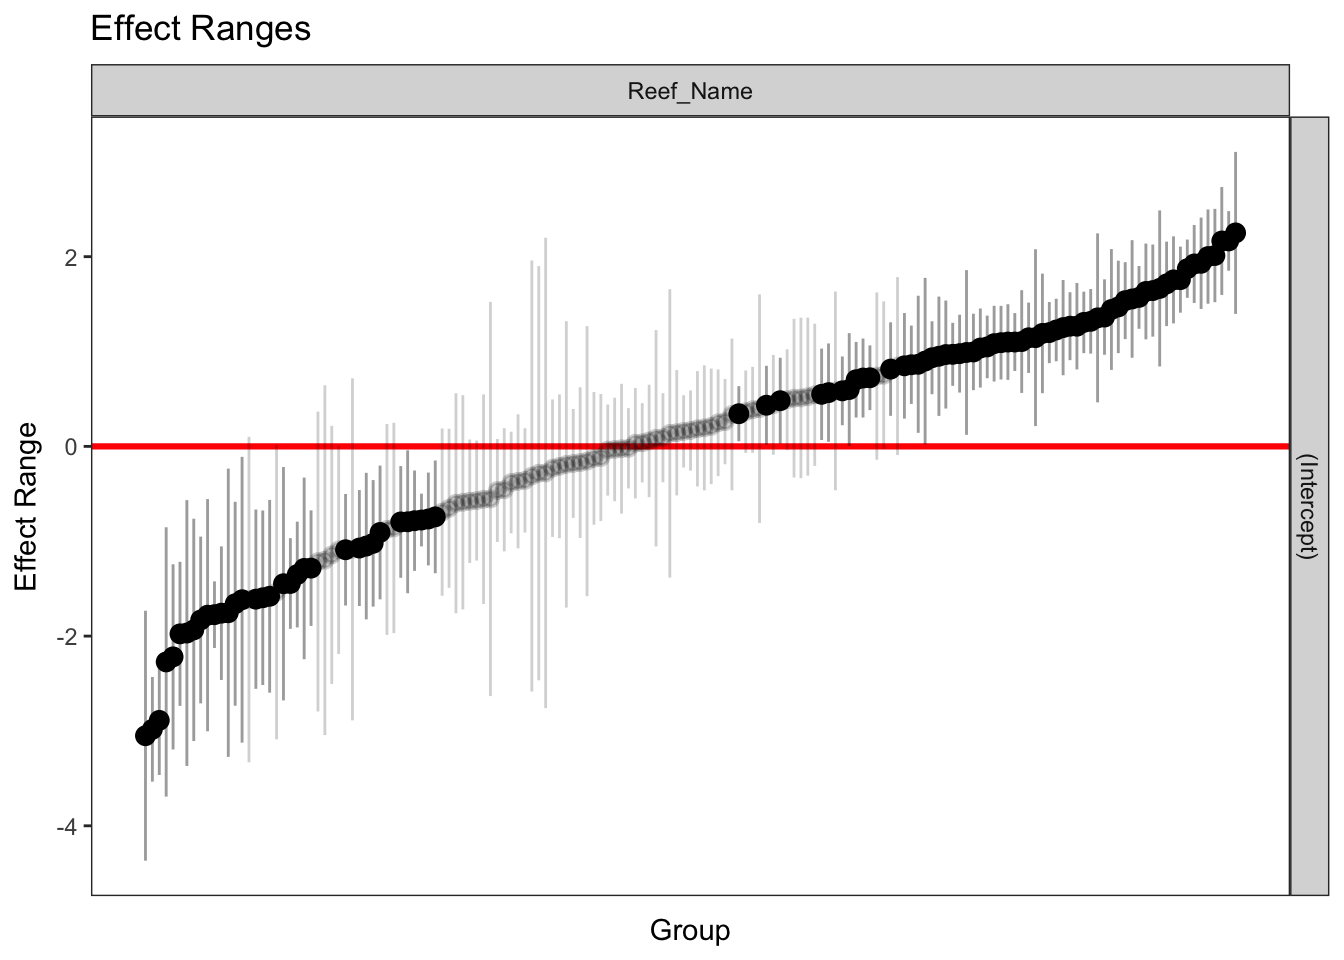 Effect Ranges
Reef_Name
2
0
-2
-4
Effect Range
(Intercept)
Group